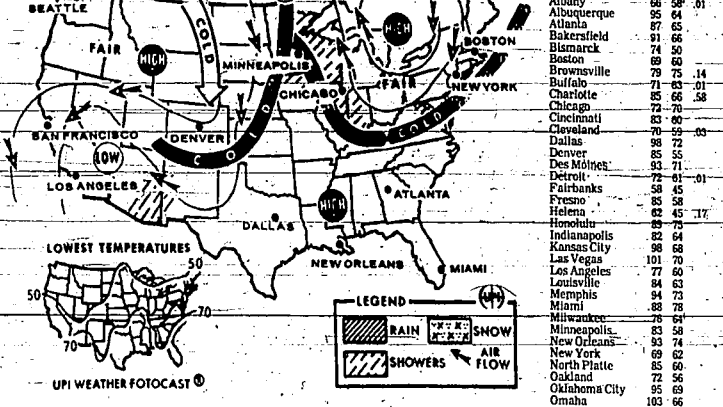 SEATTLE
FAIR
HIGH
COLD
MINNEAPOLIS
HIGH
CHICAGO
FAIR
BOSTON
NEW YORK
COLD
SAN FRANCISCO
LOW
LOS ANGELES
DENVER
COLD
HIGH
ATLANTA
DALLAS
NEW ORLEANS
MIAMI
LOWEST TEMPERATURES
50
50
70
70
UPI WEATHER FOTOCAST ®
LEGEND
UPI
RAIN
SNOW
SHOWERS
AIR
FLOW
Albany 66 58 .01
Albuquerque 95 64
Atlanta 87 65
Bakersfield 91 66
Bismarck 74 50
Boston 69 60
Brownsville 79 75 .14
Buffalo 71 63 .01
Charlotte 85 66 .58
Chicago 72 70
Cincinnati 83 60
Cleveland 70 59 .03
Dallas 98 72
Denver 85 55
Des Moines 93 71
Detroit 72 61 .01
Fairbanks 58 45
Fresno 85 58
Helena 62 45 .17
Honolulu 89 75
Indianapolis 82 64
Kansas City 98 68
Las Vegas 101 70
Los Angeles 77 60
Louisville 84 63
Memphis 94 73
Miami 88 78
Milwaukee 76 64
Minneapolis 83 58
New Orleans 93 74
New York 69 62
North Platte 85 60
Oakland 72 56
Oklahoma City 95 69
Omaha 103 66